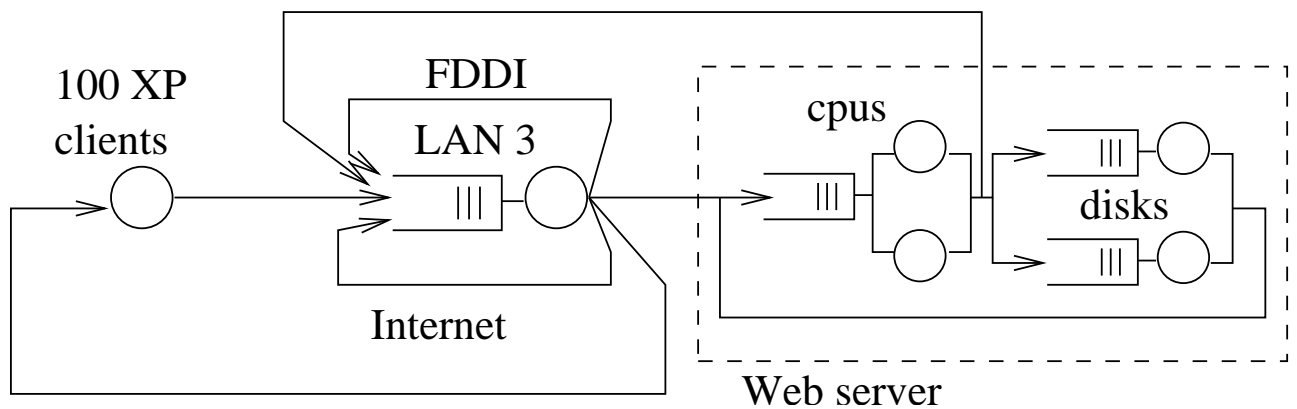 100 XP
clients
FDDI
LAN 3
Internet
cpus
disks
Web server